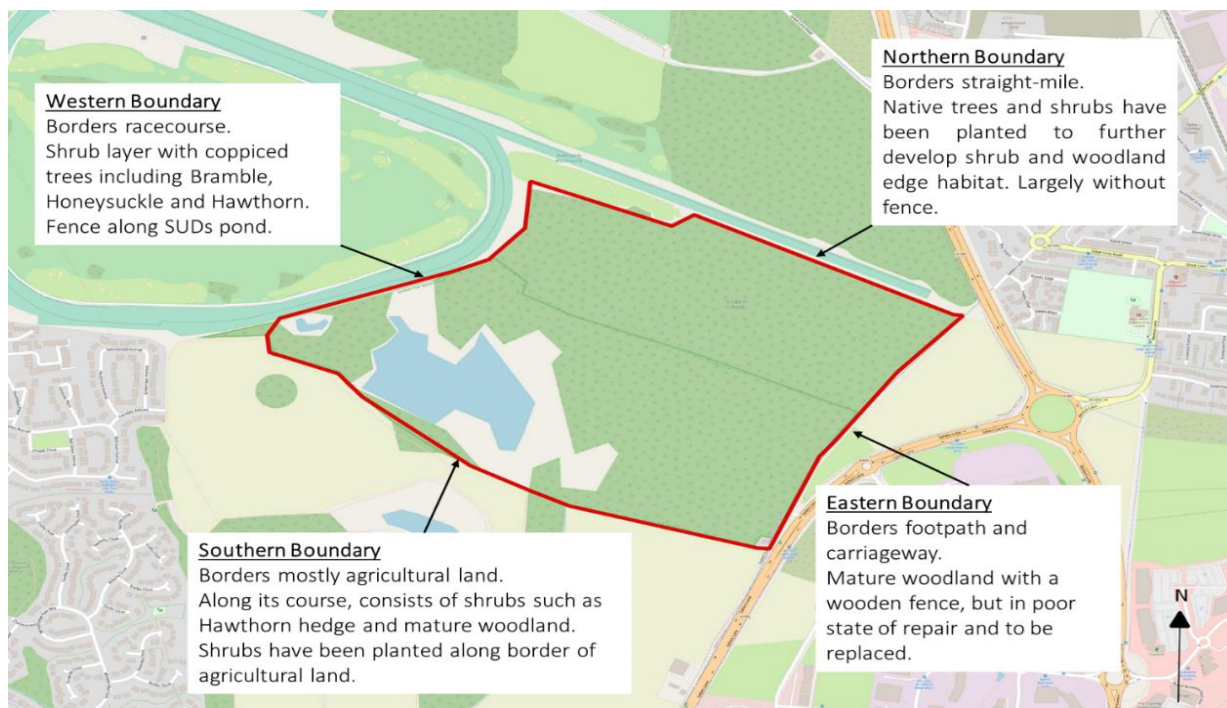 Western Boundary
Borders racecourse.
Shrub layer with coppiced
trees including Bramble,
Honeysuckle and Hawthorn.
Fence along SUDs pond.
Northern Boundary
Borders straight-mile.
Native trees and shrubs have
been planted to further
develop shrub and woodland
edge habitat. Largely without
fence.
Southern Boundary
Borders mostly agricultural land.
Along its course, consists of shrubs such as
Hawthorn hedge and mature woodland.
Shrubs have been planted along border of
agricultural land.
Eastern Boundary
Borders footpath and
carriageway.
Mature woodland with a
wooden fence, but in poor
state of repair and to be
replaced.
N